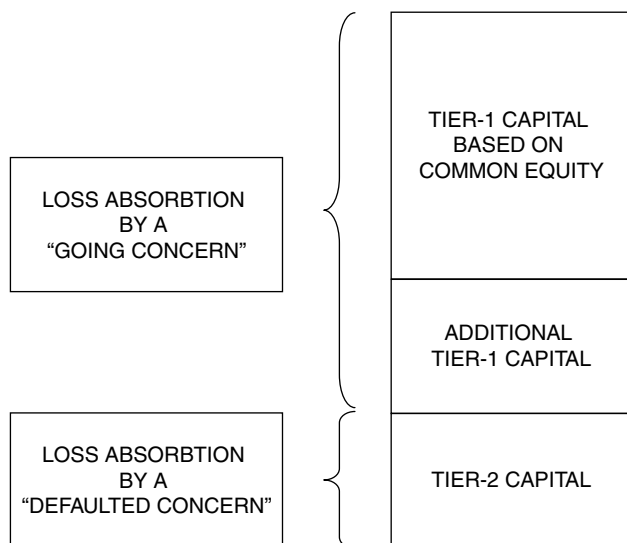 LOSS ABSORBTION
BY A
“GOING CONCERN”
TIER-1 CAPITAL
BASED ON
COMMON EQUITY
ADDITIONAL
TIER-1 CAPITAL
LOSS ABSORBTION
BY A
“DEFAULTED CONCERN”
TIER-2 CAPITAL